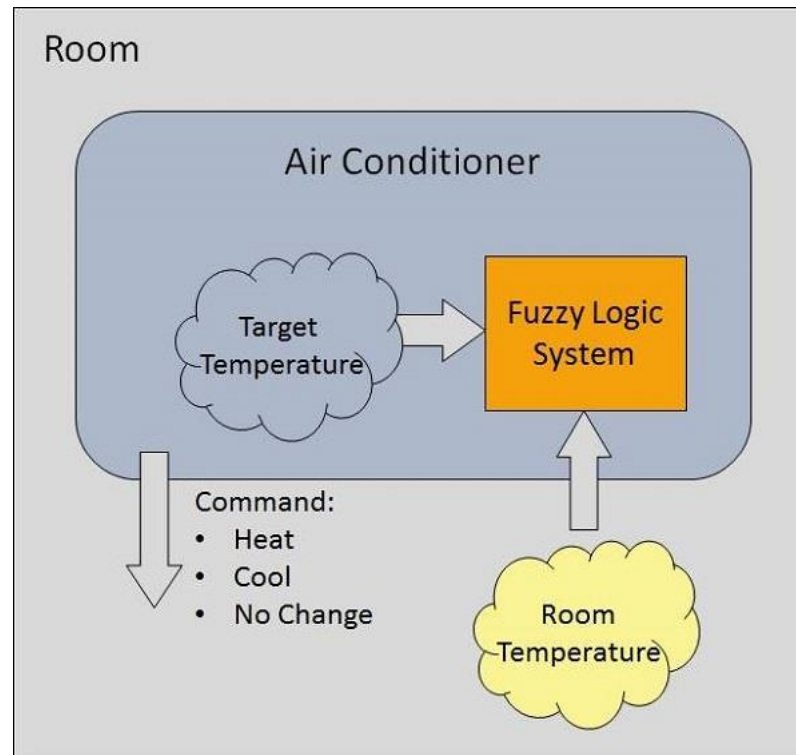 Room
Air Conditioner
Target
Temperature
Fuzzy Logic
System
Command:
• Heat
• Cool
• No Change
Room
Temperature